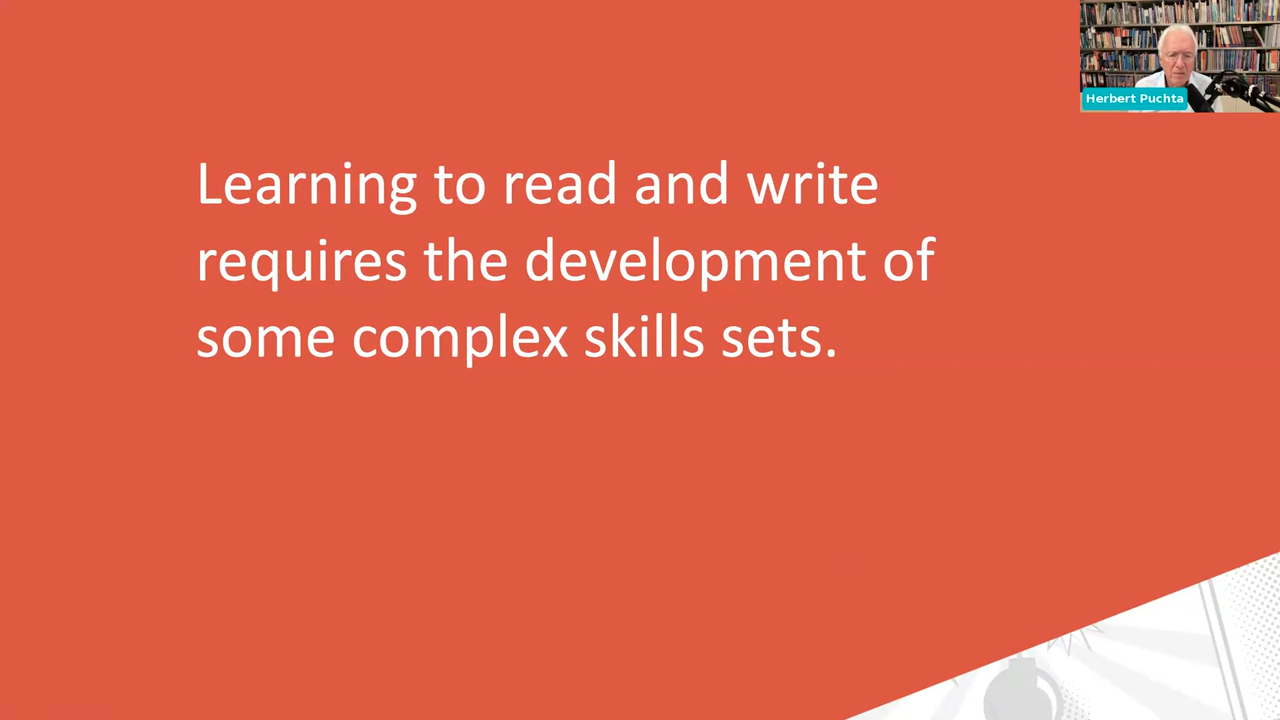 Herbert Puchta
Learning to read and write
requires the development of
some complex skills sets.